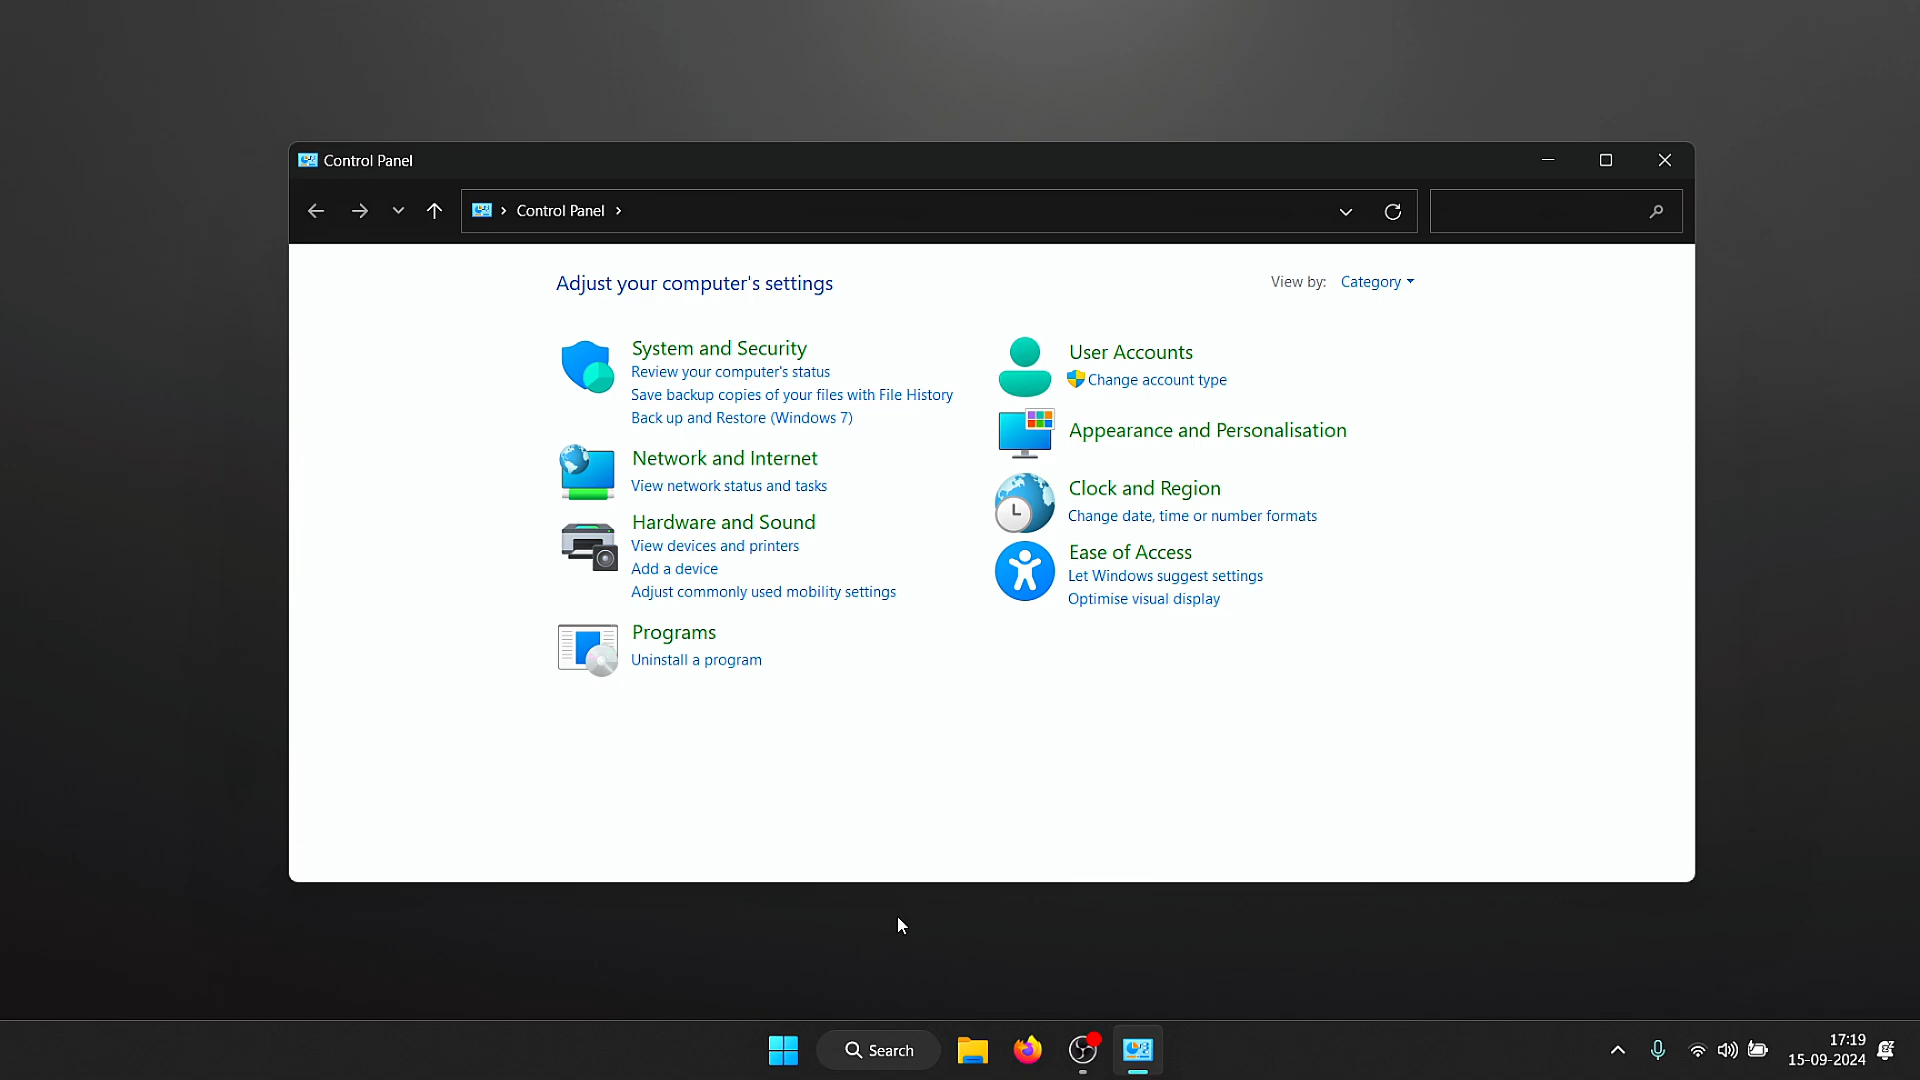 Control Panel
Control Panel
Adjust your computer's settings
View by: Category
System and Security
Review your computer's status
Save backup copies of your files with File History
Back up and Restore (Windows 7)
Network and Internet
View network status and tasks
Hardware and Sound
View devices and printers
Add a device
Adjust commonly used mobility settings
Programs
Uninstall a program
User Accounts
Change account type
Appearance and Personalisation
Clock and Region
Change date, time or number formats
Ease of Access
Let Windows suggest settings
Optimise visual display
Search
17:19
15-09-2024